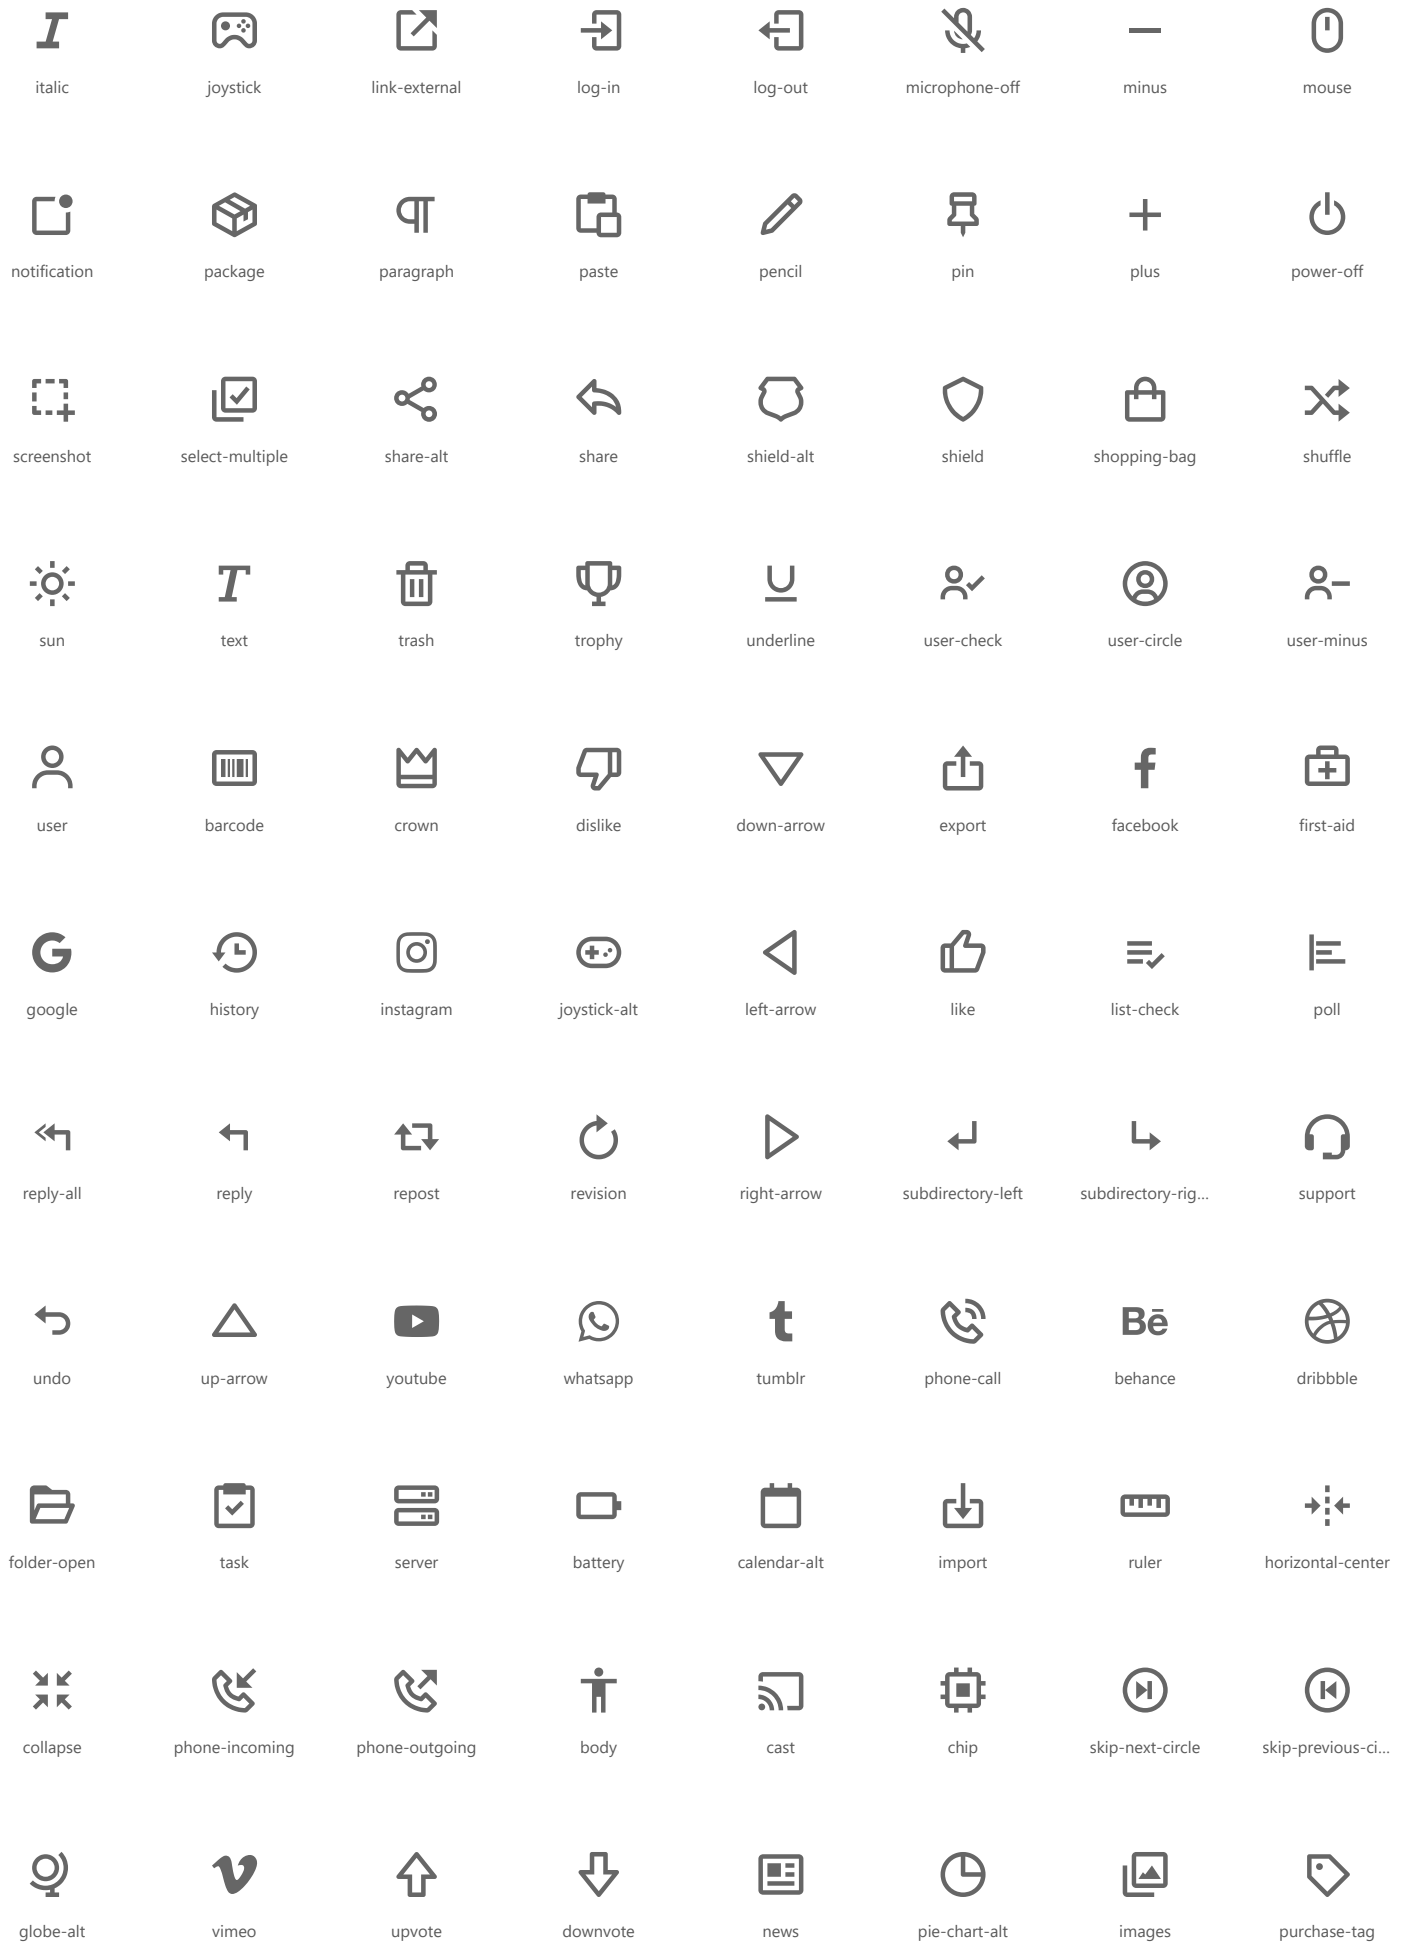 italic joystick link-external log-in log-out microphone-off minus mouse
notification package paragraph paste pencil pin plus power-off
screenshot select-multiple share-alt share shield-alt shield shopping-bag shuffle
sun text trash trophy underline user-check user-circle user-minus
user barcode crown dislike down-arrow export facebook first-aid
google history instagram joystick-alt left-arrow like list-check poll
reply-all reply repost revision right-arrow subdirectory-left subdirectory-rig... support
Bē
undo up-arrow youtube whatsapp tumblr phone-call behance dribbble
folder-open task server battery calendar-alt import ruler horizontal-center
collapse phone-incoming phone-outgoing body cast chip skip-next-circle skip-previous-ci...
globe-alt vimeo upvote downvote news pie-chart-alt images purchase-tag